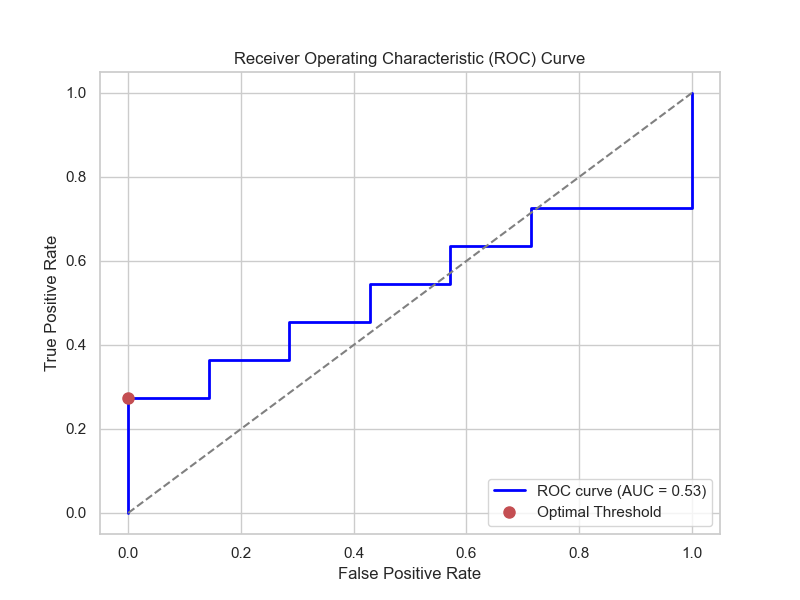 Receiver Operating Characteristic (ROC) Curve
True Positive Rate
1.0
0.8
0.6
0.4
0.2
0.0
ROC curve (AUC = 0.53)
Optimal Threshold
0.0 0.2 0.4 0.6 0.8 1.0
False Positive Rate